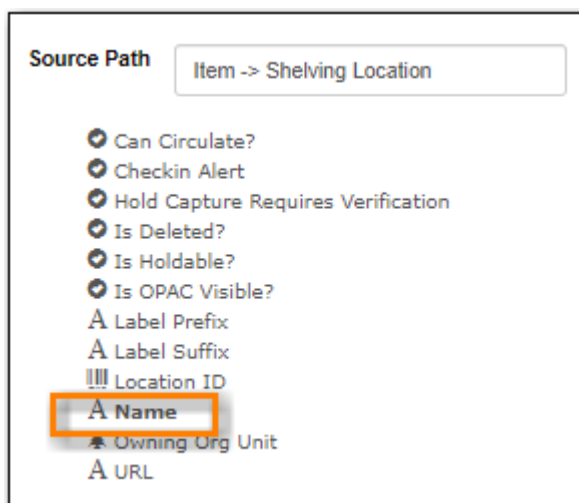 Source Path
Item -> Shelving Location
Can Circulate?
Checkin Alert
Hold Capture Requires Verification
Is Deleted?
Is Holdable?
Is OPAC Visible?
A Label Prefix
A Label Suffix
Location ID
A Name
Owning Org Unit
A URL